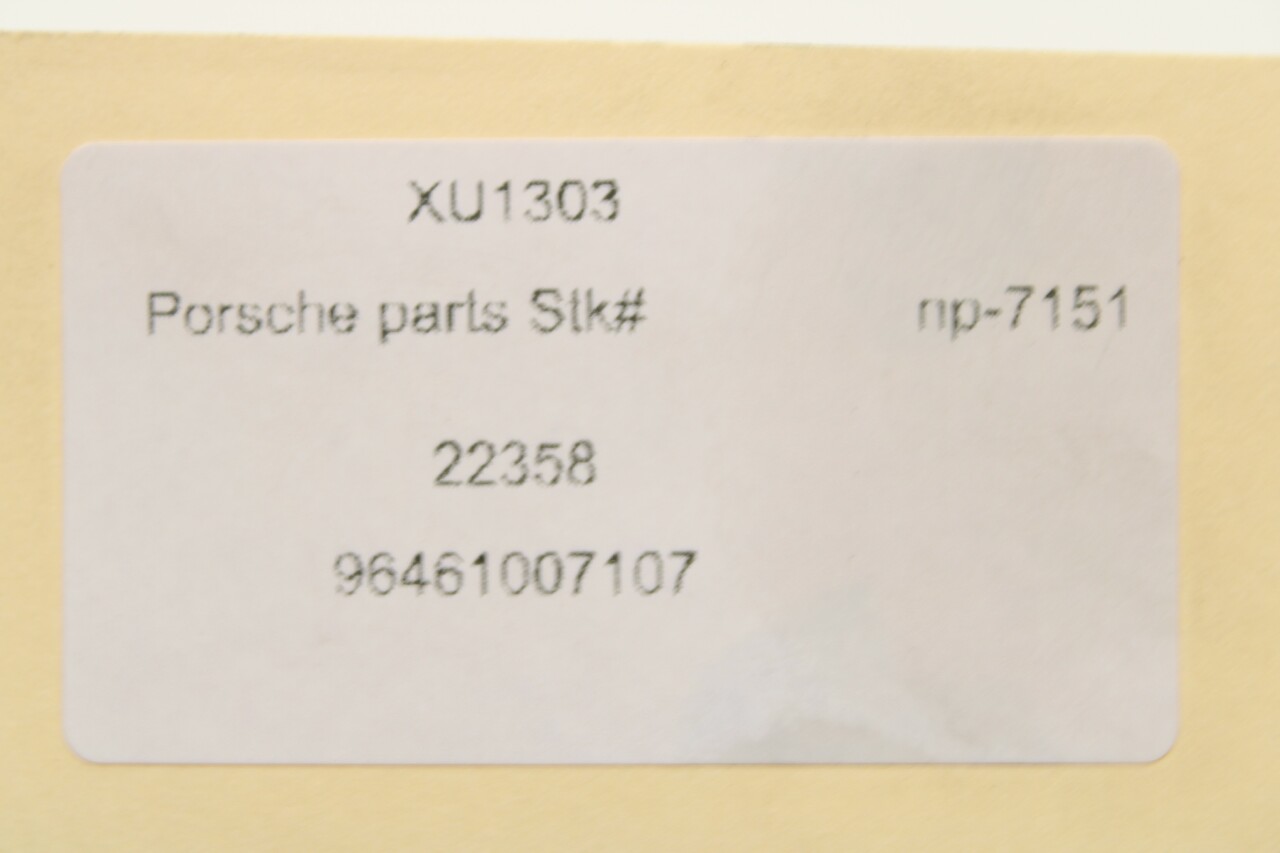 XU1303
Porsche parts Stk# np-7151
22358
96461007107